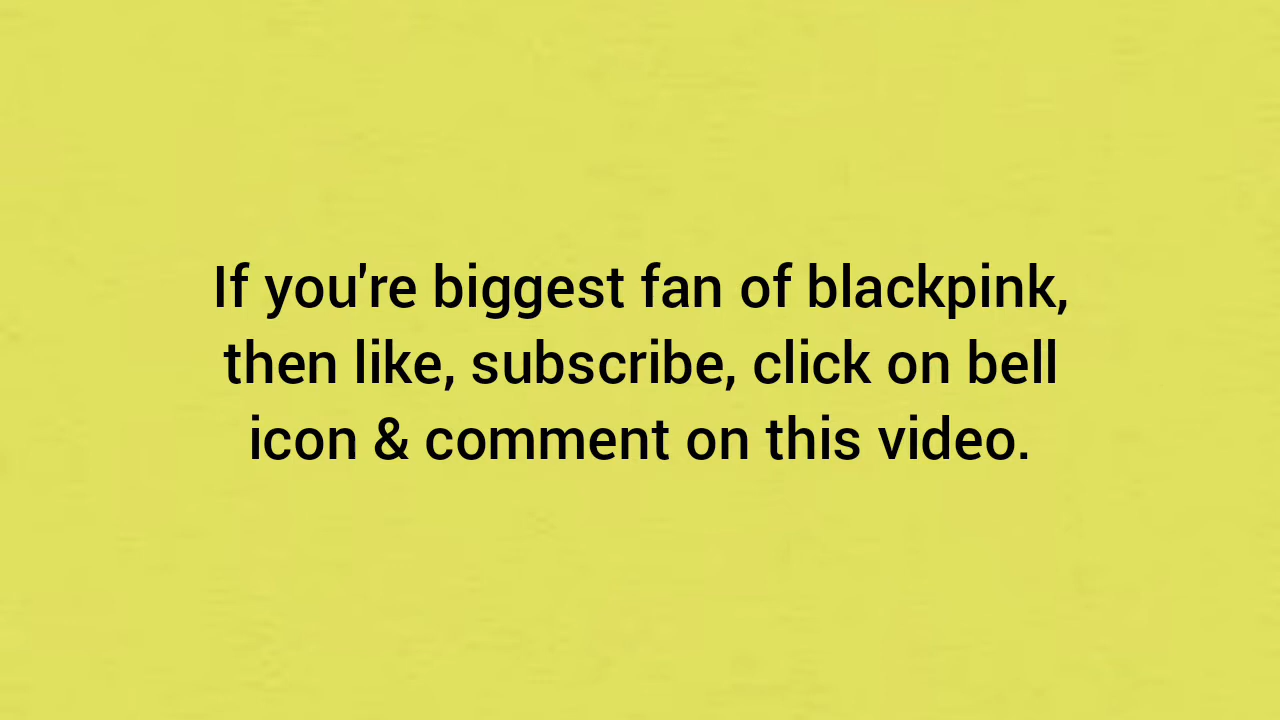 If you're biggest fan of blackpink,
then like, subscribe, click on bell
icon & comment on this video.